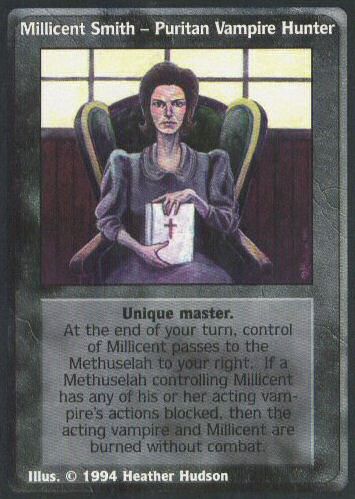 Millicent Smith – Puritan Vampire Hunter
Unique master.
At the end of your turn, control
of Millicent passes to the
Methuselah to your right. If a
Methuselah controlling Millicent
has any of his or her acting vam-
pire's actions blocked, then the
acting vampire and Millicent are
burned without combat.
Illus. © 1994 Heather Hudson